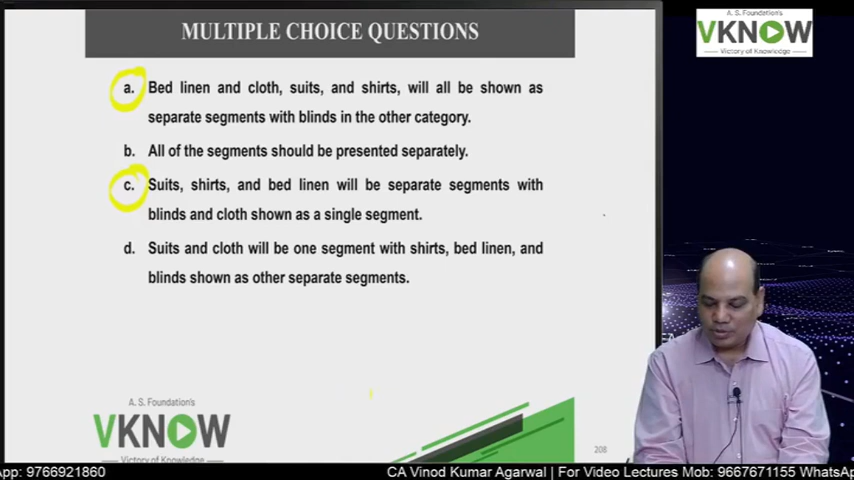 MULTIPLE CHOICE QUESTIONS
A. S. Foundation's
VKNOW
Victory of Knowledge
a. Bed linen and cloth, suits, and shirts, will all be shown as
separate segments with blinds in the other category.
b. All of the segments should be presented separately.
c. Suits, shirts, and bed linen will be separate segments with
blinds and cloth shown as a single segment.
d. Suits and cloth will be one segment with shirts, bed linen, and
blinds shown as other separate segments.
A. S. Foundation's
VKNOW
Victory of Knowledge
208
App: 9766921860 CA Vinod Kumar Agarwal | For Video Lectures Mob: 9667671155 WhatsAp